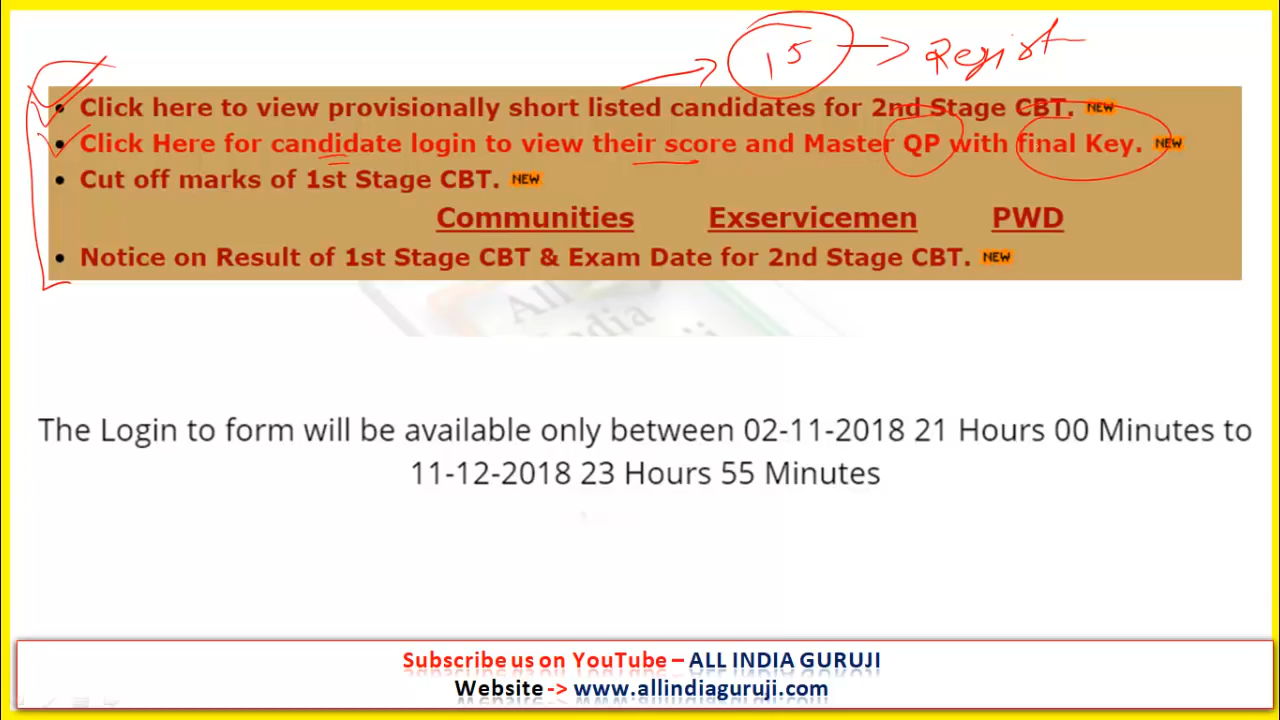 15 Regist
• Click here to view provisionally short listed candidates for 2nd Stage CBT. NEW
• Click Here for candidate login to view their score and Master QP with final Key. NEW
• Cut off marks of 1st Stage CBT. NEW
Communities Exservicemen PWD
• Notice on Result of 1st Stage CBT & Exam Date for 2nd Stage CBT. NEW
All
India
The Login to form will be available only between 02-11-2018 21 Hours 00 Minutes to
11-12-2018 23 Hours 55 Minutes
Subscribe us on YouTube – ALL INDIA GURUJI
Website -> www.allindiaguruji.com